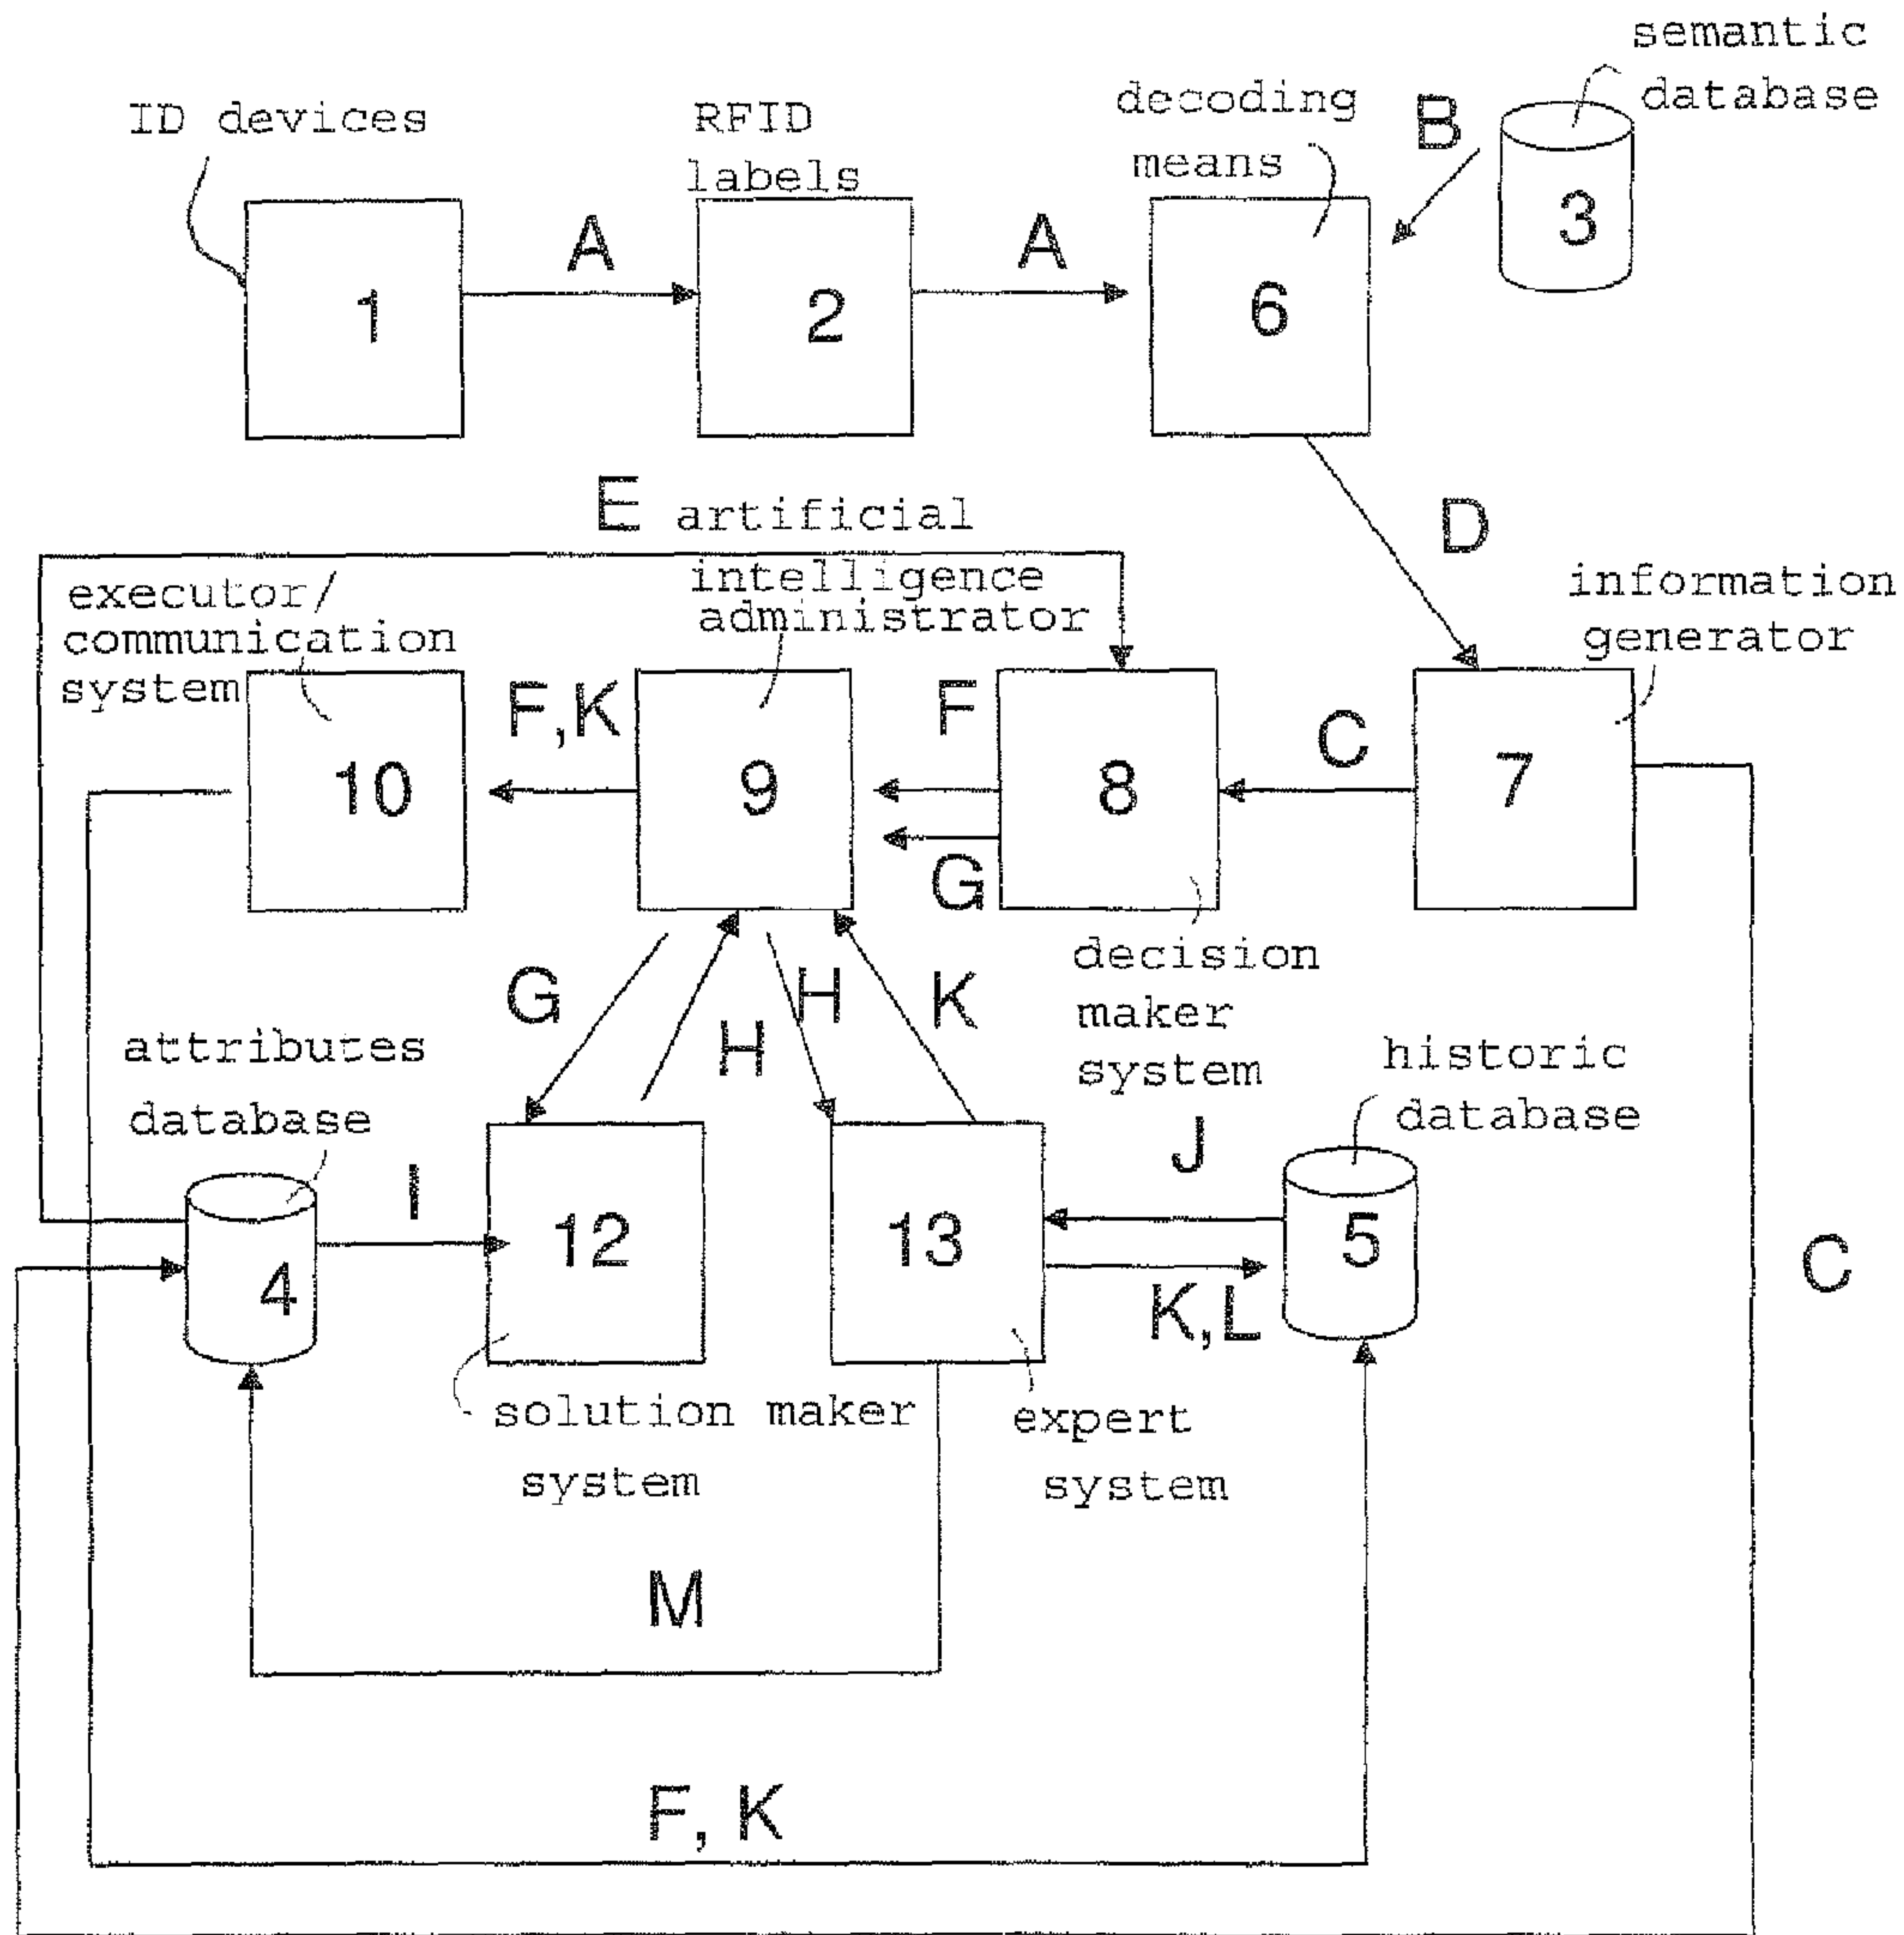 semantic
database
ID devices
RFID
labels
decoding
means
B
3
A
A
1
2
6
E
artificial
intelligence
administrator
D
executor/
communication
system
information
generator
F,K
F
C
10
9
8
7
G
decision
maker
system
G
H
H
K
attributes
database
historic
database
I
J
4
12
13
5
C
K,L
solution maker
system
expert
system
M
F, K